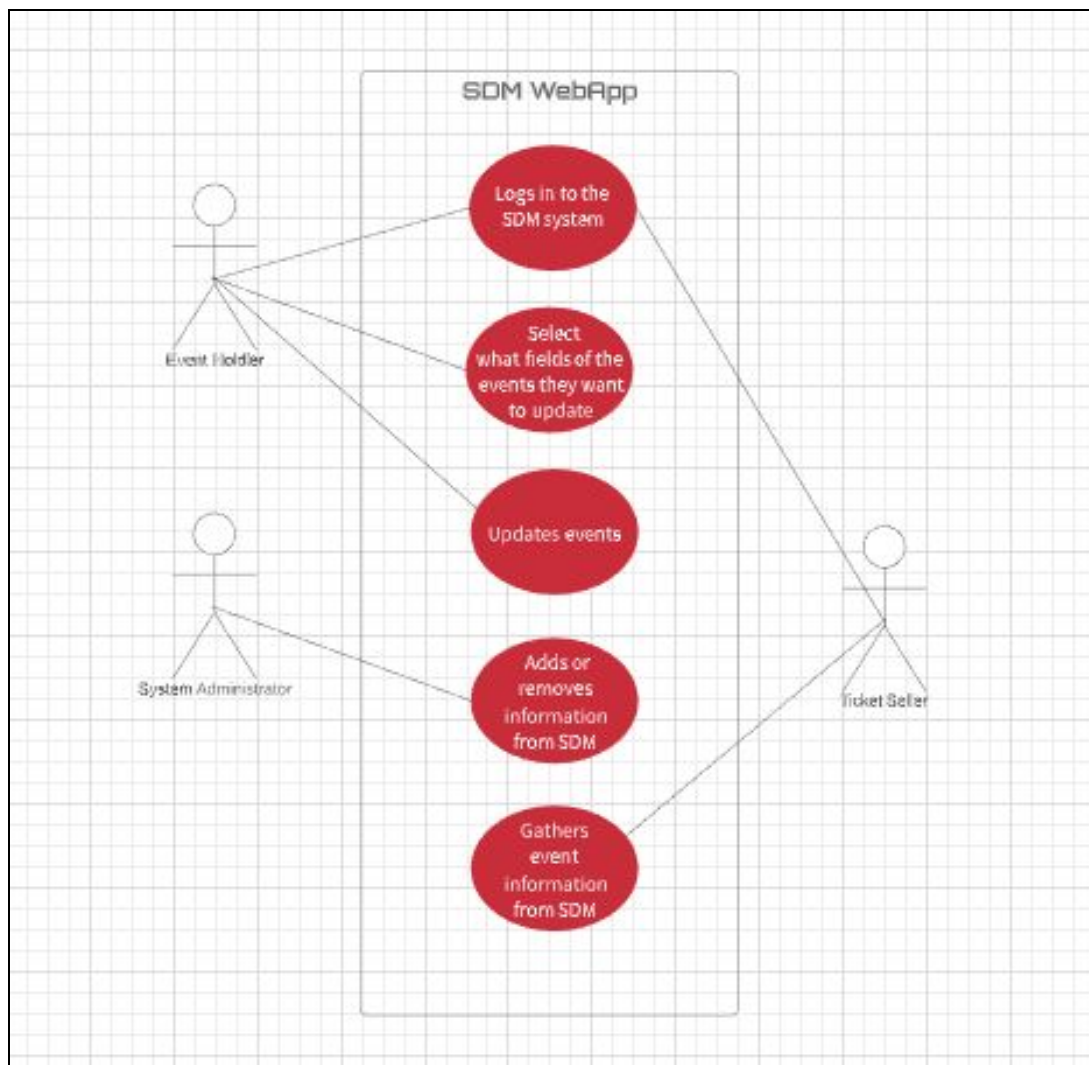 SDM WebApp
Logs in to the
SDM system
Select
what fields of the
events they want
to update
Event Holdler
Updates events
Adds or
removes
information
from SDM
System Administrator
Ticket Seller
Gathers
event
information
from SDM